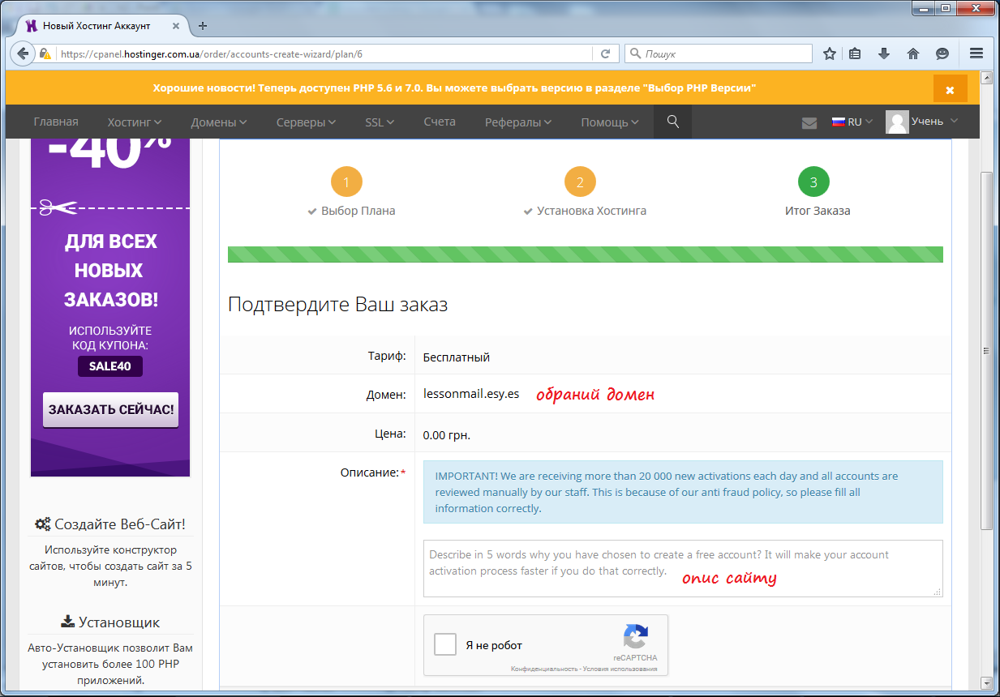 Новый Хостинг Аккаунт
https://cpanel.hostinger.com.ua/order/accounts-create-wizard/plan/6
Пошук
Хорошие новости! Теперь доступен PHP 5.6 и 7.0. Вы можете выбрать версию в разделе "Выбор PHP Версии"
Главная Хостинг Домены Серверы SSL Счета Рефералы Помощь RU Учень
-40%
ДЛЯ ВСЕХ
НОВЫХ
ЗАКАЗОВ!
ИСПОЛЬЗУЙТЕ
КОД КУПОНА:
SALE40
ЗАКАЗАТЬ СЕЙЧАС!
Создайте Веб-Сайт!
Используйте конструктор
сайтов, чтобы создать сайт за 5
минут.
Установщик
Авто-Установщик позволит Вам
установить более 100 PHP
приложений.
1 2 3
Выбор Плана Установка Хостинга Итог Заказа
Подтвердите Ваш заказ
Тариф: Бесплатный
Домен: lessonmail.esy.es обраний домен
Цена: 0.00 грн.
Описание:*
IMPORTANT! We are receiving more than 20 000 new activations each day and all accounts are
reviewed manually by our staff. This is because of our anti fraud policy, so please fill all
information correctly.
Describe in 5 words why you have chosen to create a free account? It will make your account
activation process faster if you do that correctly. опис сайту
Я не робот
reCAPTCHA
Конфиденциальность - Условия использования